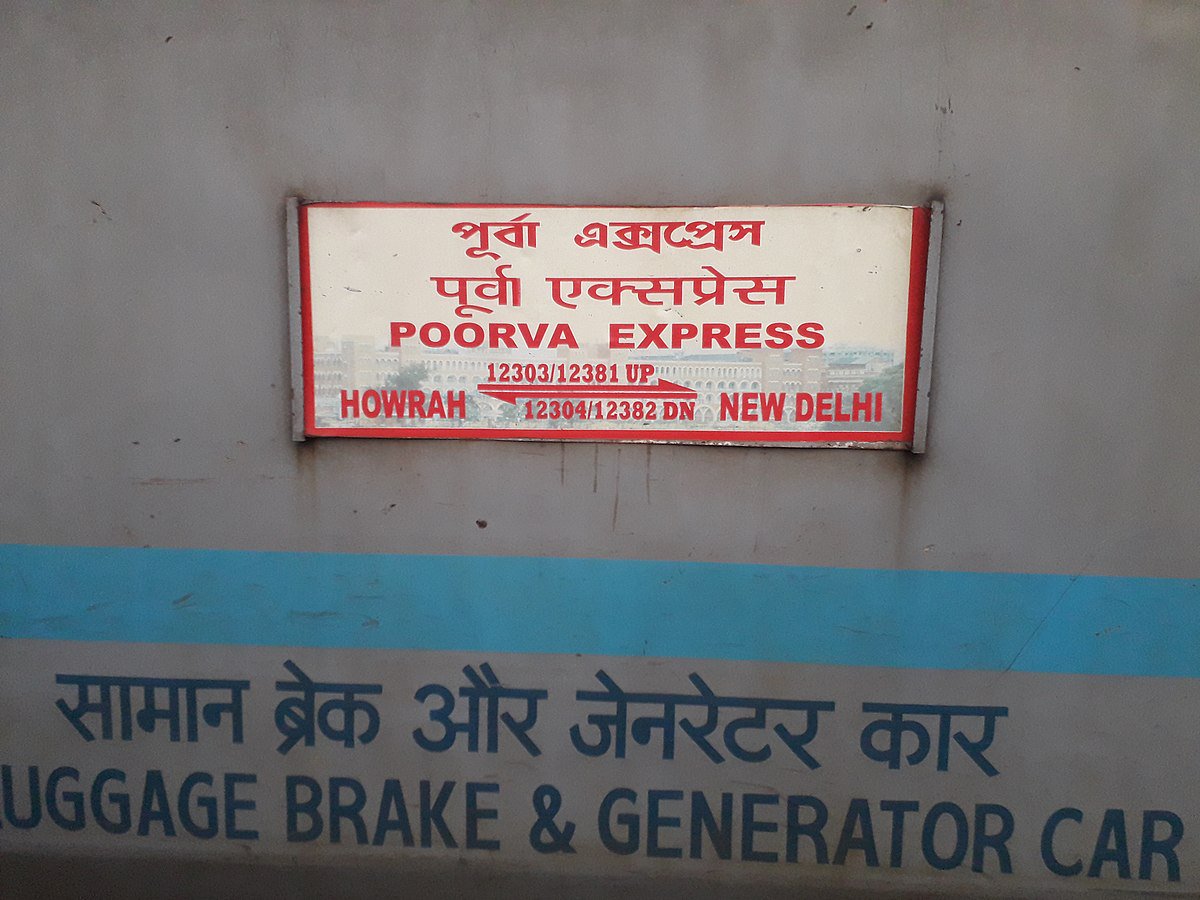 পূর্বা এক্সপ্রেস
पूर्वा एक्सप्रेस
POORVA EXPRESS
12303/12381 UP
HOWRAH 12304/12382 DN NEW DELHI
सामान ब्रेक और जेनरेटर कार
LUGGAGE BRAKE & GENERATOR CAR